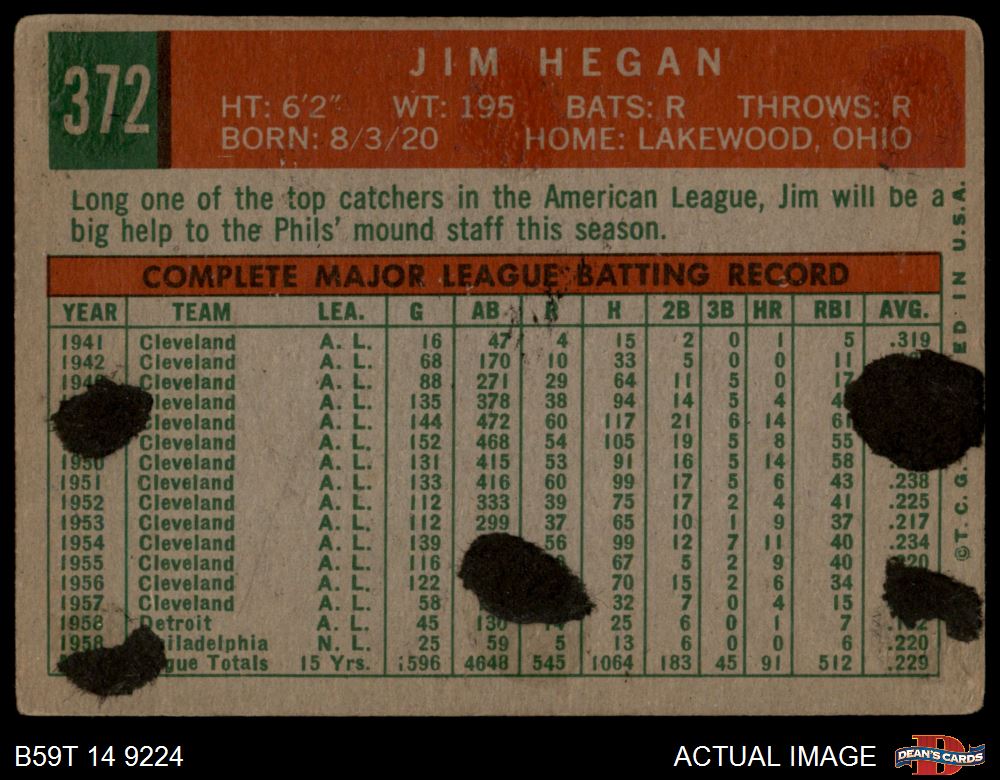 372
JIM HEGAN
HT: 6'2" WT: 195 BATS: R THROWS: R
BORN: 8/3/20 HOME: LAKEWOOD, OHIO
Long one of the top catchers in the American League, Jim will be a
big help to the Phils' mound staff this season.
COMPLETE MAJOR LEAGUE BATTING RECORD
YEAR TEAM LEA. G AB R H 2B 3B HR RBI AVG.
1941 Cleveland A. L. 16 47 4 15 2 0 1 5 .319
1942 Cleveland A. L. 68 170 10 33 5 0 0 11
Cleveland A. L. 88 271 29 64 11 5 0 17
leveland A. L. 135 378 38 94 14 5 4
leveland A. L. 144 472 60 117 21 6 14 61
Cleveland A. L. 152 468 54 105 19 5 8 55
1950 Cleveland A. L. 131 415 53 91 16 5 14 58
1951 Cleveland A. L. 133 416 60 99 17 5 6 43 .238
1952 Cleveland A. L. 112 333 39 75 17 2 4 41 .225
1953 Cleveland A. L. 112 299 37 65 10 1 9 37 .217
1954 Cleveland A. L. 139 56 99 12 7 11 40 .234
1955 Cleveland A. L. 116 67 5 2 9 40
1956 Cleveland A. L. 122 70 15 2 6 34
1957 Cleveland A. L. 58 32 7 0 4 15
1958 Detroit A. L. 45 130 25 6 0 1 7
1958 hiladelphia N. L. 25 59 5 13 6 0 0 6 .220
gue Totals 15 Yrs. 1596 4648 545 1064 183 45 91 512 .229
©T. C. G. ED IN U.S.A.
B59T 14 9224
ACTUAL IMAGE
DEAN'S CARDS